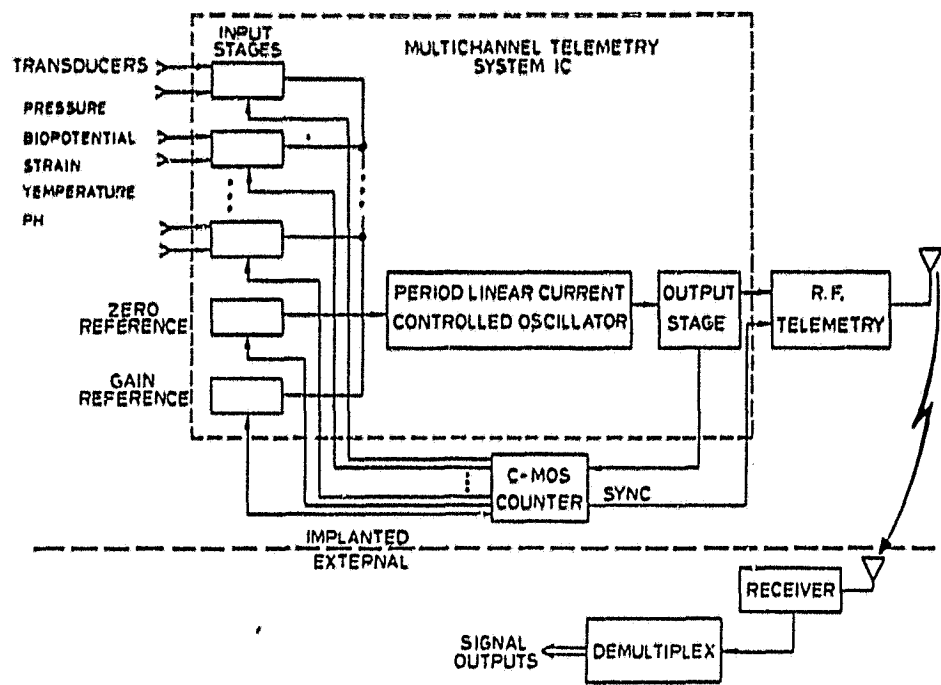 INPUT
STAGES
MULTICHANNEL TELEMETRY
SYSTEM IC
TRANSDUCERS
PRESSURE
BIOPOTENTIAL
STRAIN
TEMPERATURE
PH
ZERO
REFERENCE
GAIN
REFERENCE
PERIOD LINEAR CURRENT
CONTROLLED OSCILLATOR
OUTPUT
STAGE
R.F.
TELEMETRY
C-MOS
COUNTER
SYNC
IMPLANTED
EXTERNAL
RECEIVER
DEMULTIPLEX
SIGNAL
OUTPUTS